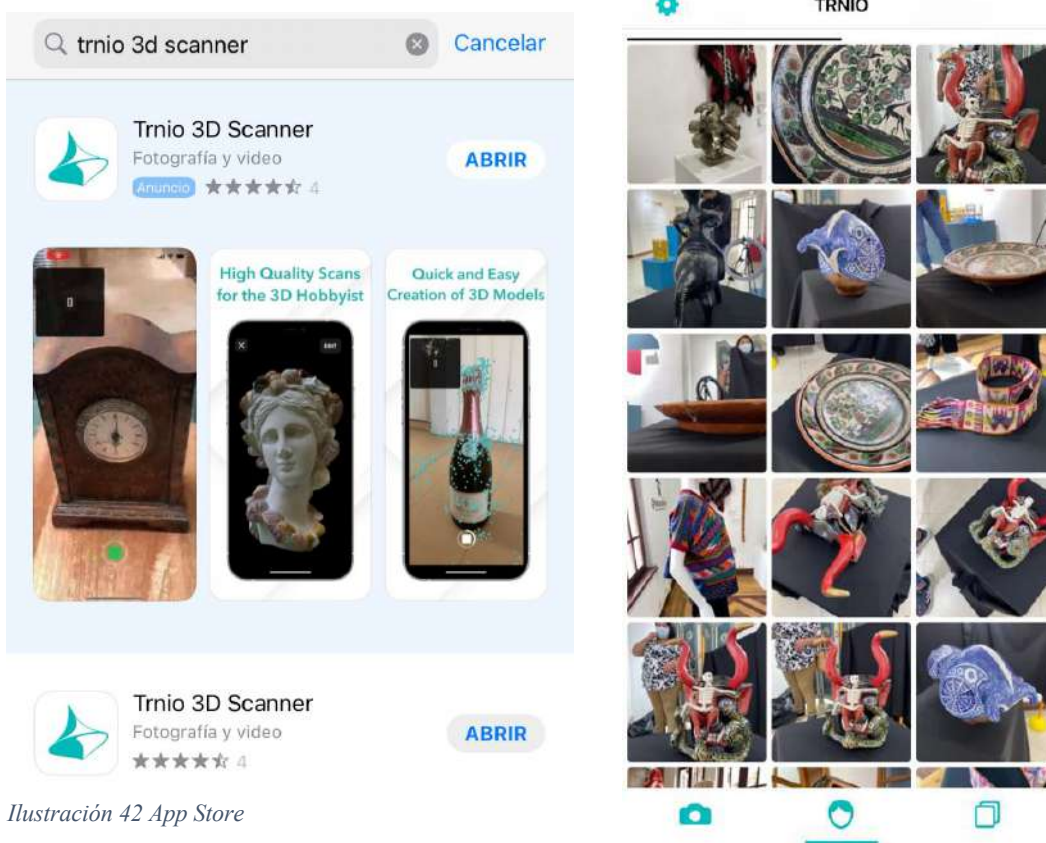 trnio 3d scanner
Cancelar
Trnio 3D Scanner
Fotografía y video
ABRIR
Anuncio ★★★★☆ 4
High Quality Scans
for the 3D Hobbyist
EDIT
Quick and Easy
Creation of 3D Models
Trnio 3D Scanner
Fotografía y video
ABRIR
★★★★☆ 4
Ilustración 42 App Store
TRNIO